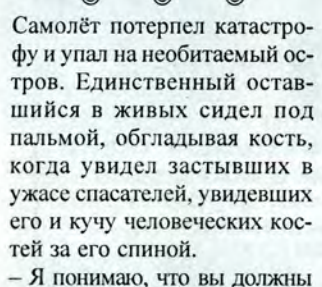 Самолёт потерпел катастро-
фу и упал на необитаемый ос-
тров. Единственный остав-
шийся в живых сидел под
пальмой, обгладывая кость,
когда увидел застывших в
ужасе спасателей, увидевших
его и кучу человеческих кос-
тей за его спиной.
– Я понимаю, что вы должны